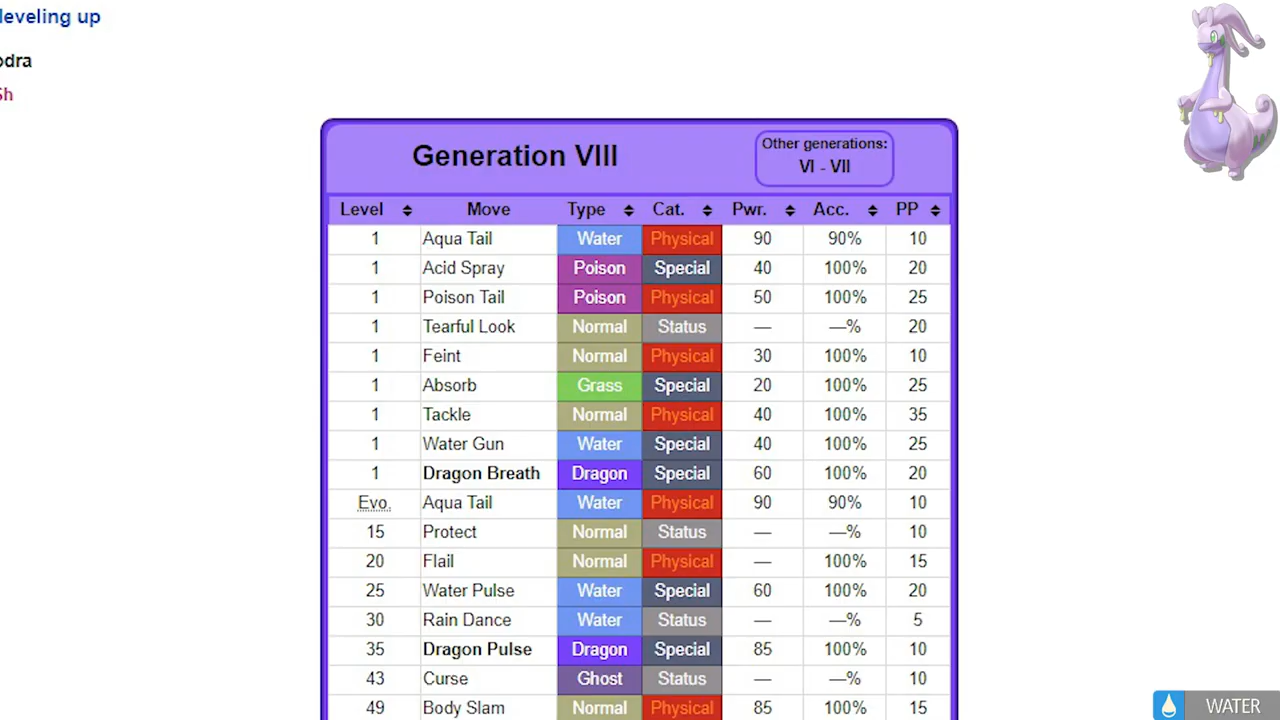 leveling up
odra
Sh
Generation VIII
Other generations:
VI - VII
Level Move Type Cat. Pwr. Acc. PP
1 Aqua Tail Water Physical 90 90% 10
1 Acid Spray Poison Special 40 100% 20
1 Poison Tail Poison Physical 50 100% 25
1 Tearful Look Normal Status — —% 20
1 Feint Normal Physical 30 100% 10
1 Absorb Grass Special 20 100% 25
1 Tackle Normal Physical 40 100% 35
1 Water Gun Water Special 40 100% 25
1 Dragon Breath Dragon Special 60 100% 20
Evo. Aqua Tail Water Physical 90 90% 10
15 Protect Normal Status — —% 10
20 Flail Normal Physical — 100% 15
25 Water Pulse Water Special 60 100% 20
30 Rain Dance Water Status — —% 5
35 Dragon Pulse Dragon Special 85 100% 10
43 Curse Ghost Status — —% 10
49 Body Slam Normal Physical 85 100% 15
WATER